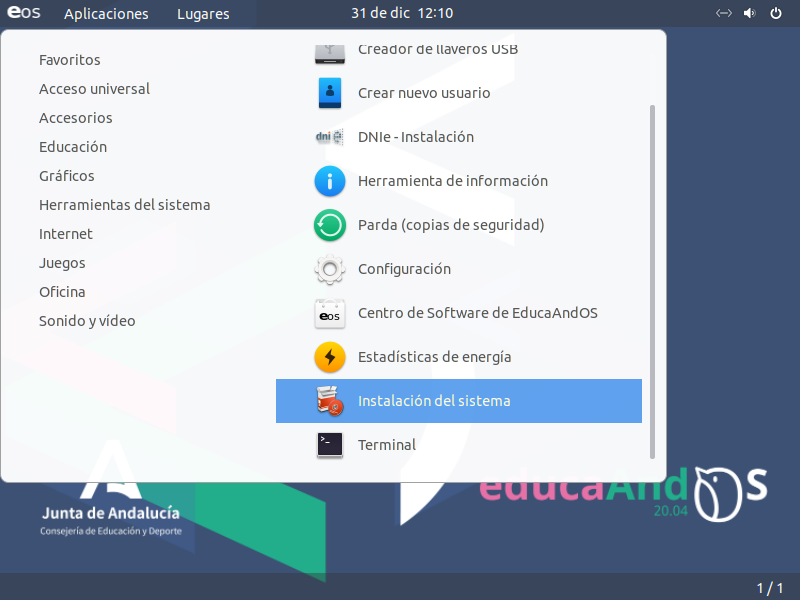 eos Aplicaciones Lugares 31 de dic 12:10
Favoritos
Acceso universal
Accesorios
Educación
Gráficos
Herramientas del sistema
Internet
Juegos
Oficina
Sonido y vídeo
Creador de llaveros USB
Crear nuevo usuario
dni DNIe - Instalación
Herramienta de información
Parda (copias de seguridad)
Configuración
eos Centro de Software de EducaAndOS
Estadísticas de energía
Instalación del sistema
Terminal
Junta de Andalucía
Consejería de Educación y Deporte
educaAndOS
20.04
1 / 1